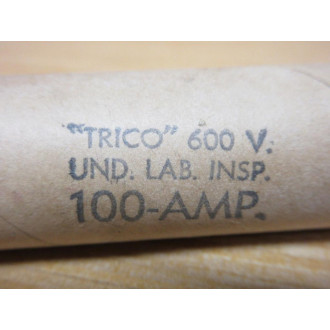 "TRICO" 600 V.
UND. LAB. INSP.
100-AMP.